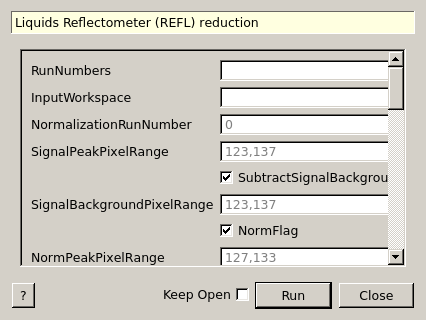 Liquids Reflectometer (REFL) reduction
RunNumbers
InputWorkspace
NormalizationRunNumber 0
SignalPeakPixelRange 123,137
SubtractSignalBackgrou
SignalBackgroundPixelRange 123,137
NormFlag
NormPeakPixelRange 127,133
? Keep Open Run Close